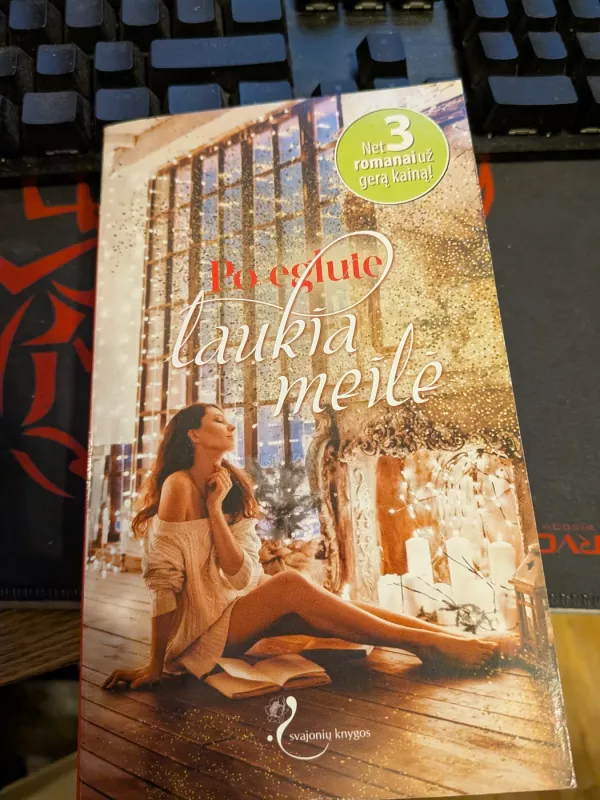 Net 3
romanai už
gerą kainą!
Po eglute
laukia
meilė
svajonių knygos